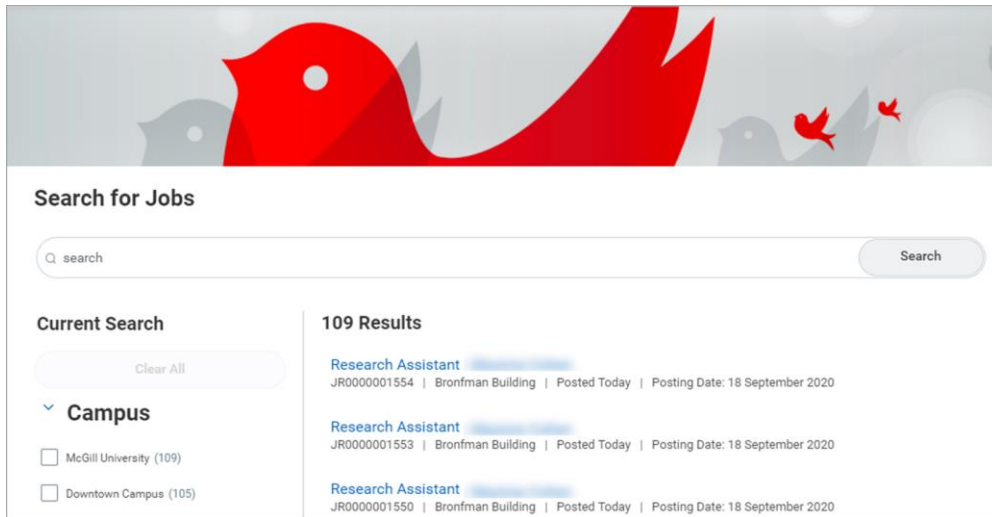 Search for Jobs
search
Search
Current Search
Clear All
Campus
McGill University (109)
Downtown Campus (105)
109 Results
Research Assistant
JR0000001554 | Bronfman Building | Posted Today | Posting Date: 18 September 2020
Research Assistant
JR0000001553 | Bronfman Building | Posted Today | Posting Date: 18 September 2020
Research Assistant
JR0000001550 | Bronfman Building | Posted Today | Posting Date: 18 September 2020